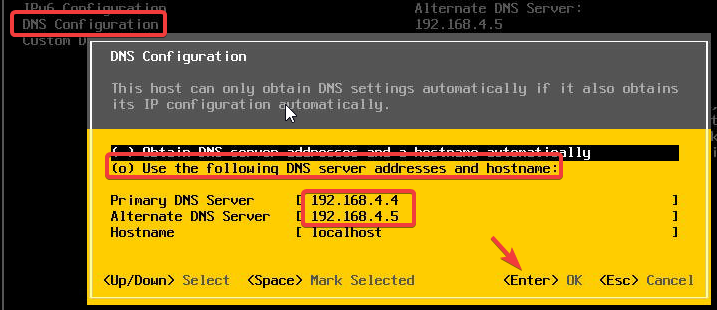 IPv6 Configuration
Alternate DNS Server:
DNS Configuration
192.168.4.5
Custom D
DNS Configuration
This host can only obtain DNS settings automatically if it also obtains
its IP configuration automatically.
( ) Obtain DNS server addresses and a hostname automatically
(o) Use the following DNS server addresses and hostname:
Primary DNS Server [ 192.168.4.4 ]
Alternate DNS Server [ 192.168.4.5 ]
Hostname [ localhost ]
<Up/Down> Select <Space> Mark Selected <Enter> OK <Esc> Cancel